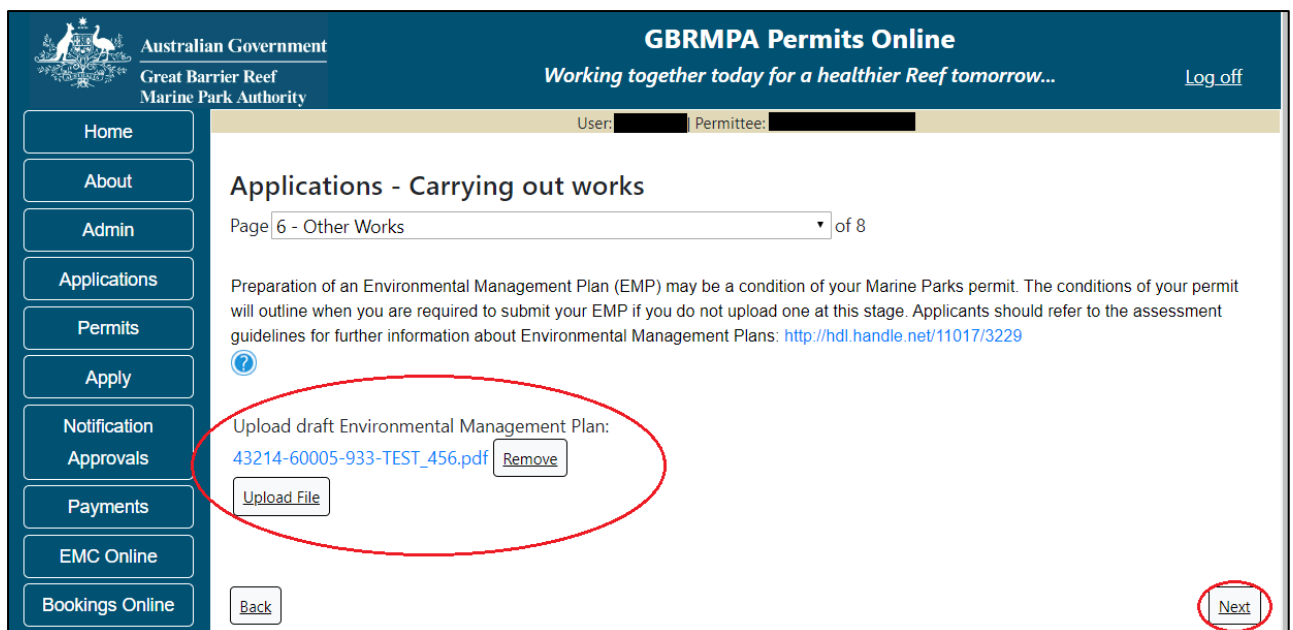 Australian Government
Great Barrier Reef
Marine Park Authority
GBRMPA Permits Online
Working together today for a healthier Reef tomorrow...
Log off
User: | Permittee:
Home
About
Admin
Applications
Permits
Apply
Notification
Approvals
Payments
EMC Online
Bookings Online
Applications - Carrying out works
Page 6 - Other Works of 8
Preparation of an Environmental Management Plan (EMP) may be a condition of your Marine Parks permit. The conditions of your permit
will outline when you are required to submit your EMP if you do not upload one at this stage. Applicants should refer to the assessment
guidelines for further information about Environmental Management Plans: http://hdl.handle.net/11017/3229
?
Upload draft Environmental Management Plan:
43214-60005-933-TEST_456.pdf Remove
Upload File
Back
Next